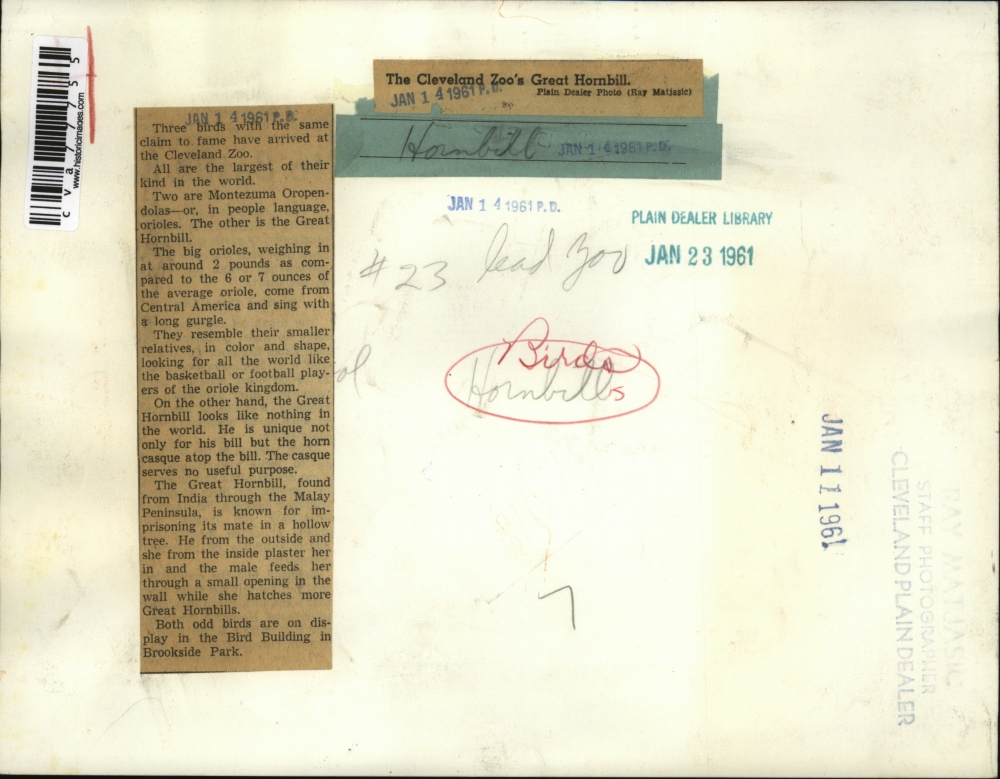 The Cleveland Zoo's Great Hornbill.
Plain Dealer Photo (Ray Matjasic)
JAN 1 4 1961 P.D.
Hornbill JAN 1 4 1961 P.D.
JAN 1 4 1961 P.D.
Three birds with the same
claim to fame have arrived at
the Cleveland Zoo.
All are the largest of their
kind in the world.
Two are Montezuma Oropen-
dolas—or, in people language,
orioles. The other is the Great
Hornbill.
The big orioles, weighing in
at around 2 pounds as com-
pared to the 6 or 7 ounces of
the average oriole, come from
Central America and sing with
a long gurgle.
They resemble their smaller
relatives, in color and shape,
looking for all the world like
the basketball or football play-
ers of the oriole kingdom.
On the other hand, the Great
Hornbill looks like nothing in
the world. He is unique not
only for his bill but the horn
casque atop the bill. The casque
serves no useful purpose.
The Great Hornbill, found
from India through the Malay
Peninsula, is known for im-
prisoning its mate in a hollow
tree. He from the outside and
she from the inside plaster her
in and the male feeds her
through a small opening in the
wall while she hatches more
Great Hornbills.
Both odd birds are on dis-
play in the Bird Building in
Brookside Park.
JAN 1 4 1961 P.D.
PLAIN DEALER LIBRARY
JAN 23 1961
#23 lead Zoo
Birds
Hornbills
7
JAN 11 1961
RAY MATJASIC
STAFF PHOTOGRAPHER
CLEVELAND PLAIN DEALER
www.historicimages.com